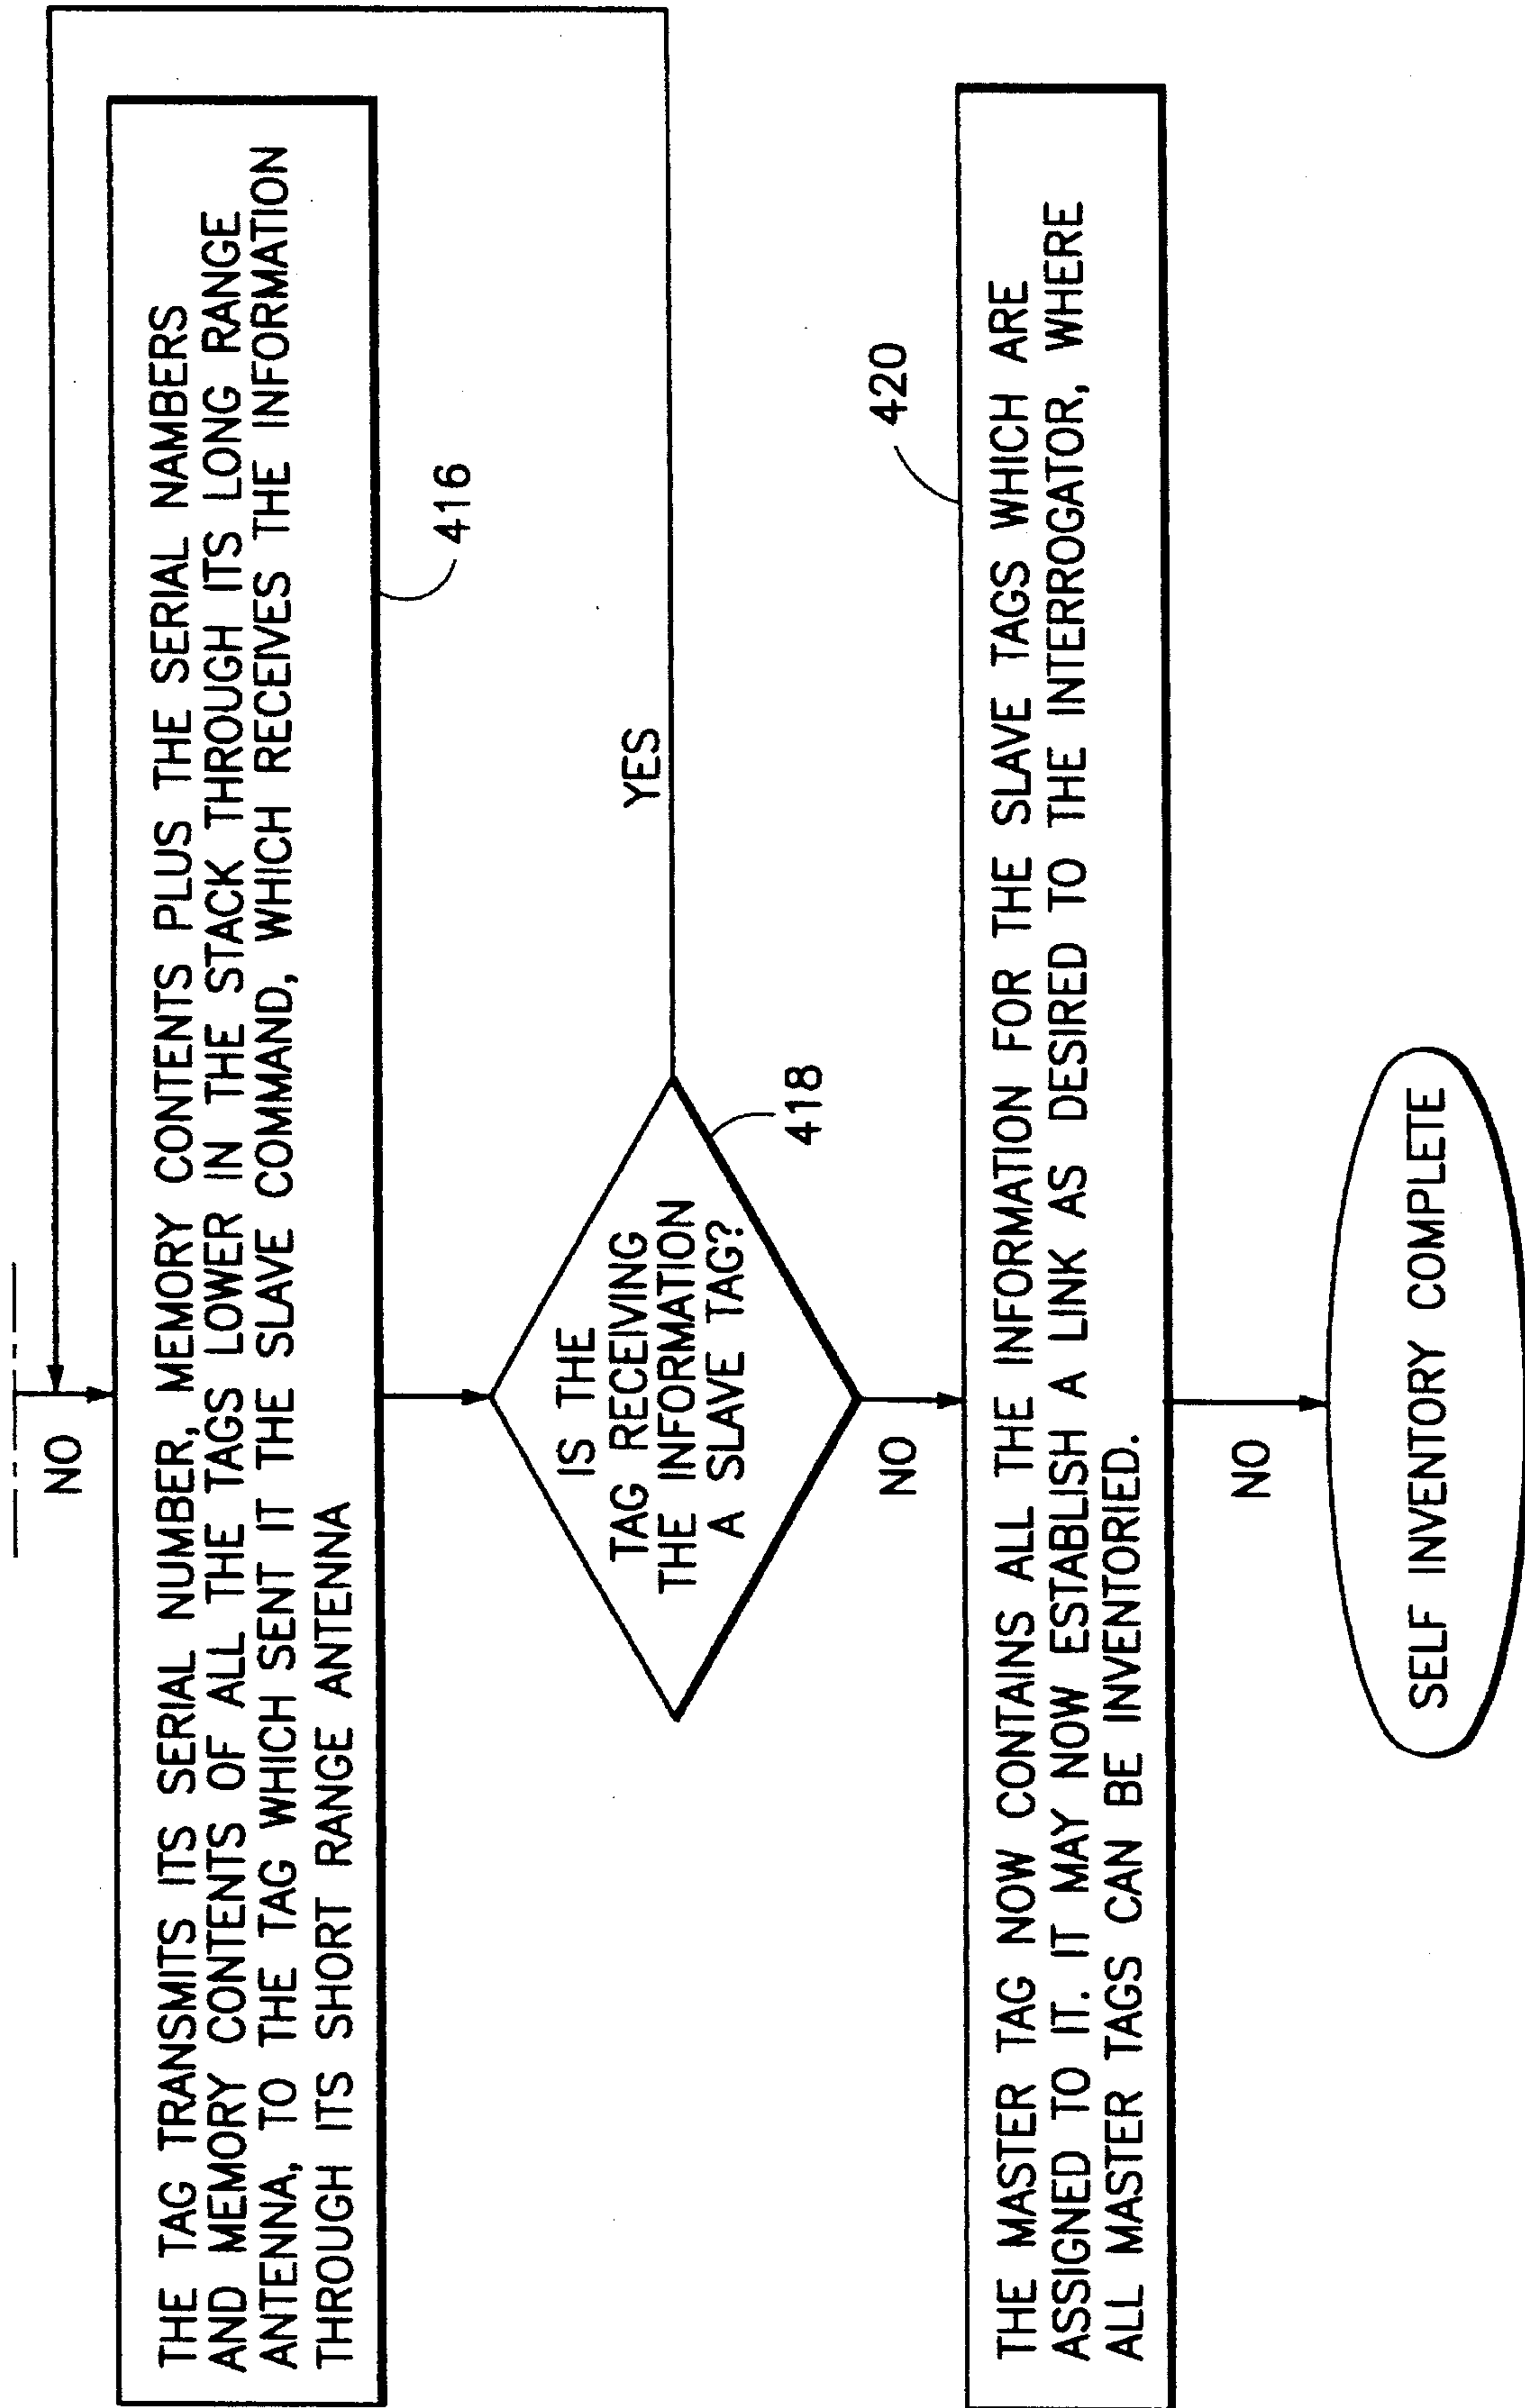 NO
THE TAG TRANSMITS ITS SERIAL NUMBER, MEMORY CONTENTS PLUS THE SERIAL NAMBERS
AND MEMORY CONTENTS OF ALL THE TAGS LOWER IN THE STACK THROUGH ITS LONG RANGE
ANTENNA, TO THE TAG WHICH SENT IT THE SLAVE COMMAND, WHICH RECEIVES THE INFORMATION
THROUGH ITS SHORT RANGE ANTENNA
416
IS THE
TAG RECEIVING
THE INFORMATION
A SLAVE TAG?
YES
418
NO
420
THE MASTER TAG NOW CONTAINS ALL THE INFORMATION FOR THE SLAVE TAGS WHICH ARE
ASSIGNED TO IT. IT MAY NOW ESTABLISH A LINK AS DESIRED TO THE INTERROGATOR, WHERE
ALL MASTER TAGS CAN BE INVENTORIED.
NO
SELF INVENTORY COMPLETE